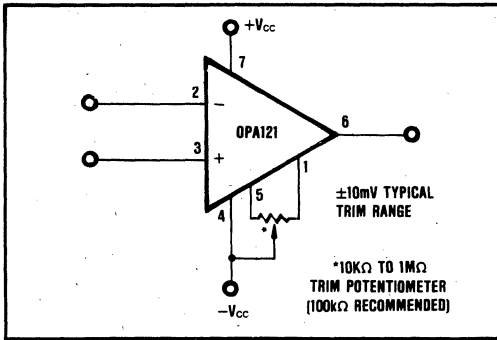 +Vcc
7
2
−
6
OPA121
3
+
1
5
4
±10mV TYPICAL
TRIM RANGE
*
*10KΩ TO 1MΩ
TRIM POTENTIOMETER
(100kΩ RECOMMENDED)
−Vcc